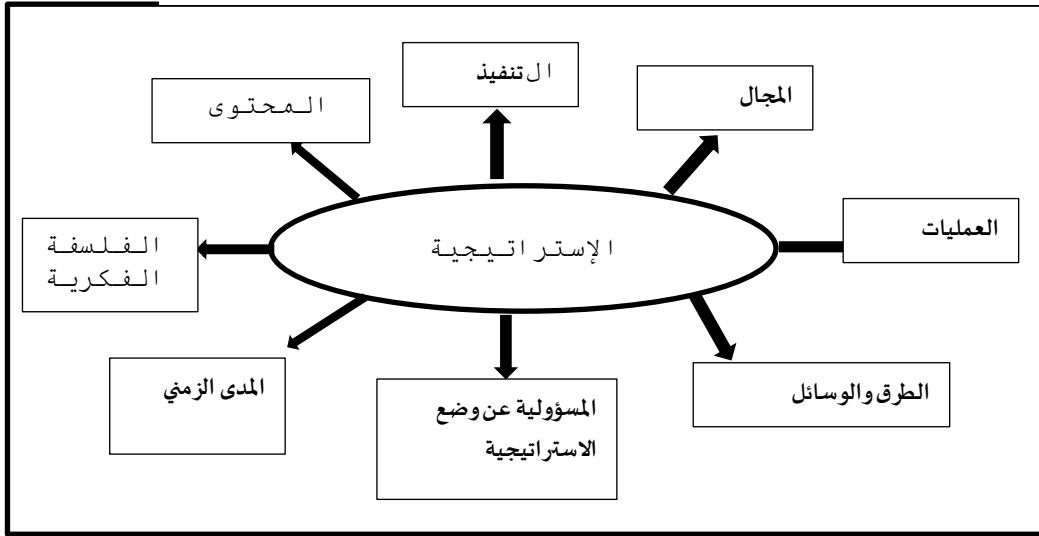 التنفيذ
المجال
المحتوى
العمليات
الإستراتيجية
الفلسفة
الفكرية
المدى الزمني
المسؤولية عن وضع
الاستراتيجية
الطرق والوسائل